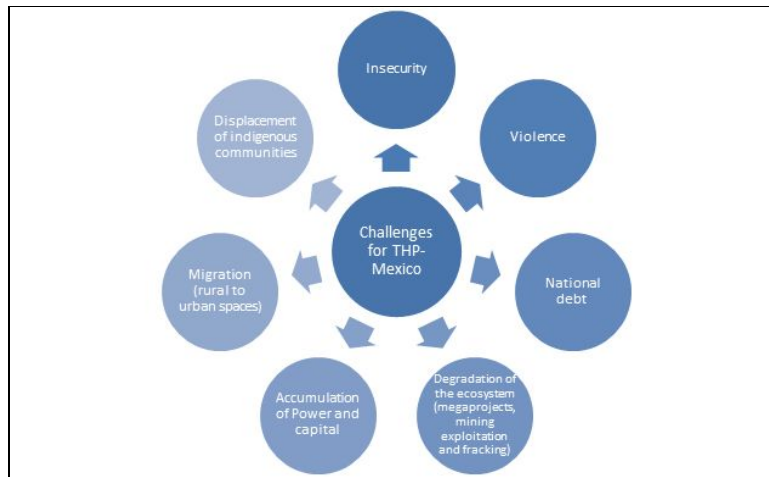 Insecurity
Violence
National
debt
Degradation of
the ecosystem
(megaprojects,
mining
exploitation
and fracking)
Accumulation
of Power and
capital
Migration
(rural to
urban spaces)
Displacement
of indigenous
communities
Challenges
for THP-
Mexico